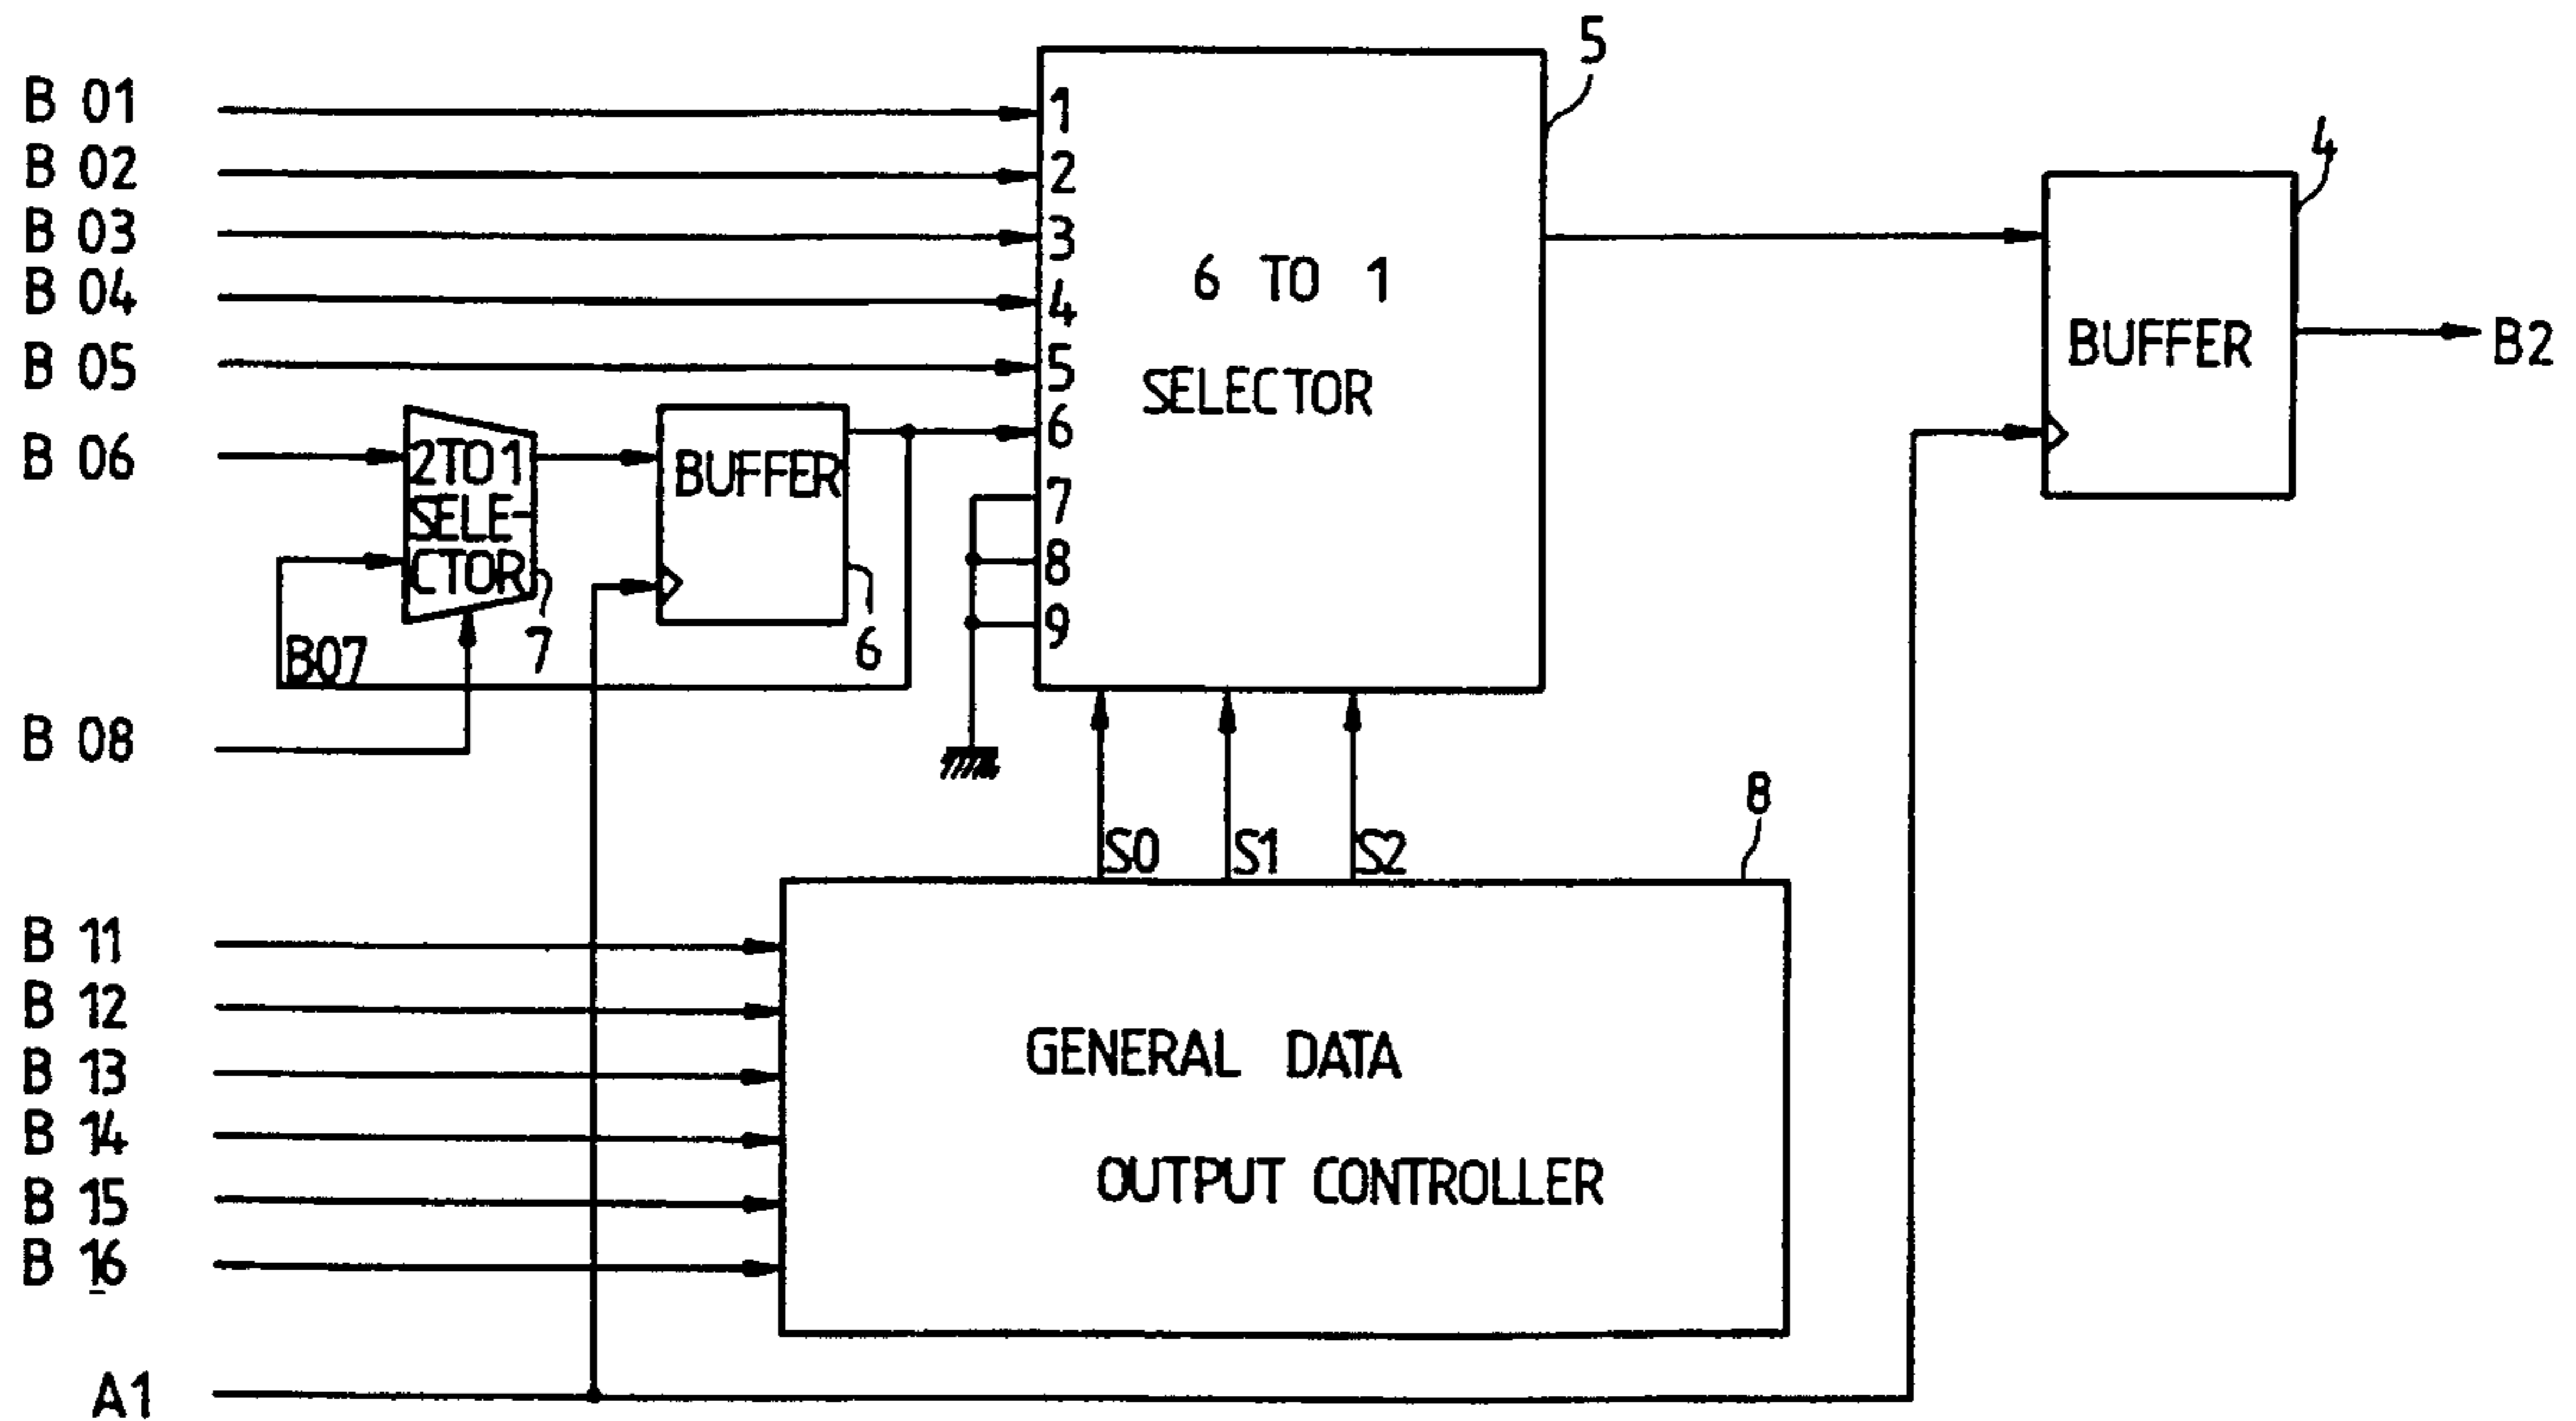 5
B 01
1
B 02
2
4
B 03
3
B 04
4
6 TO 1
B 05
5
SELECTOR
BUFFER
B2
B 06
6
2TO1
SELE-
CTOR
BUFFER
7
8
9
7
6
B07
B 08
8
S0
S1
S2
B 11
B 12
B 13
GENERAL DATA
B 14
B 15
OUTPUT CONTROLLER
B 16
A1